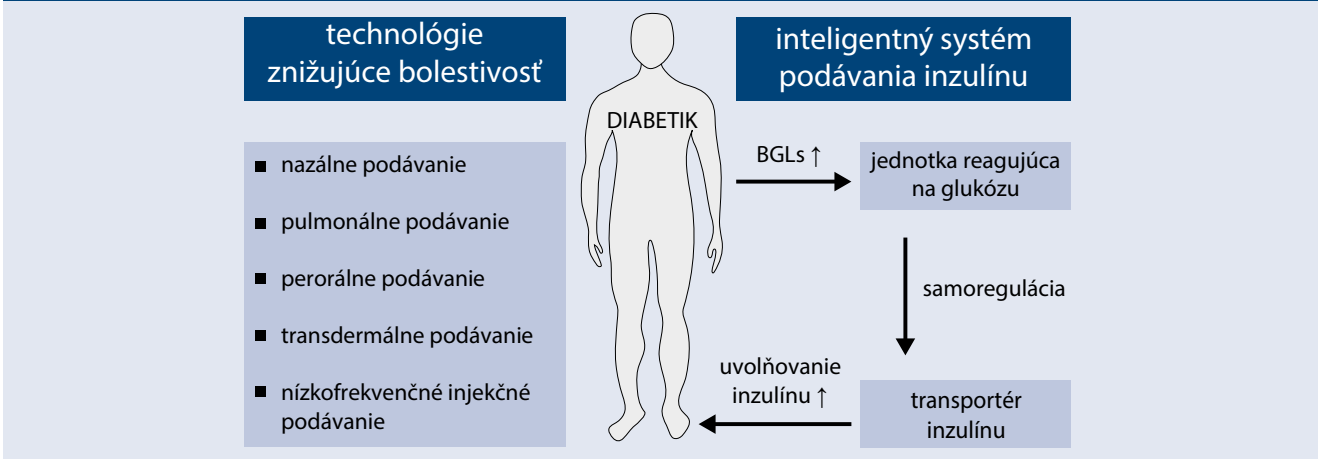 technológie
znižujúce bolestivosť
■ nazálne podávanie
■ pulmonálne podávanie
■ perorálne podávanie
■ transdermálne podávanie
■ nízkofrekvenčné injekčné
podávanie
DIABETIK
inteligentný systém
podávania inzulínu
BGLs ↑
jednotka reagujúca
na glukózu
samoregulácia
transportér
inzulínu
uvolňovanie
inzulínu ↑